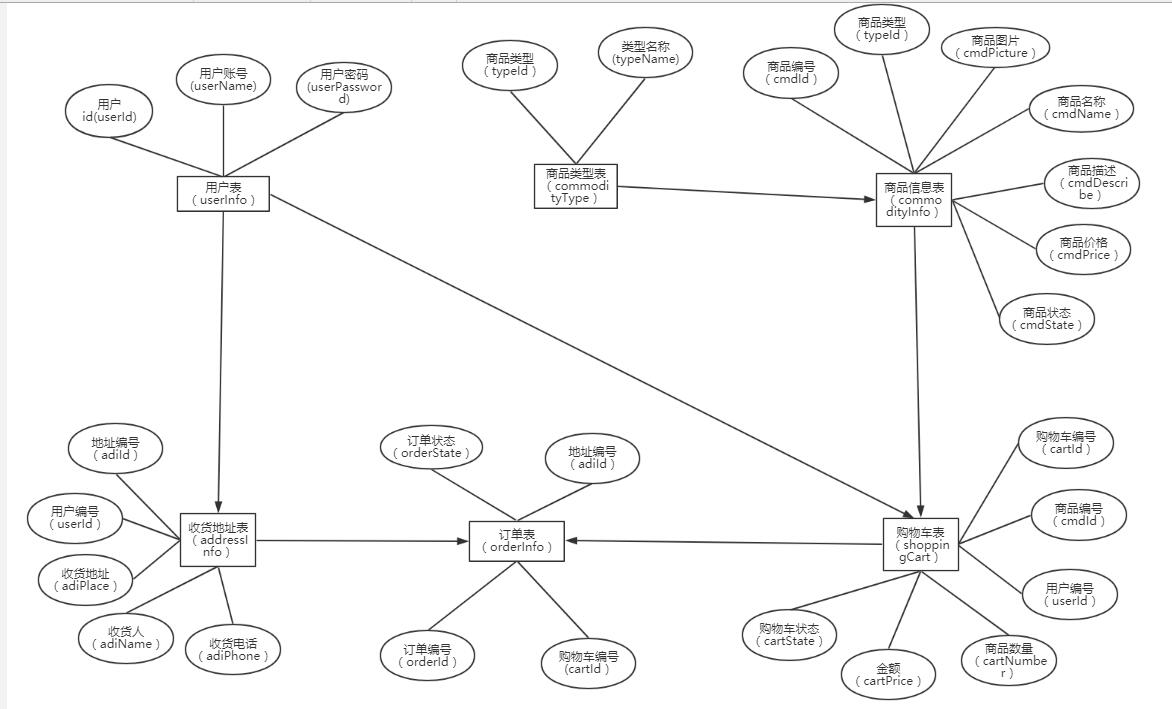 用户
id(userId)
用户账号
(userName)
用户密码
(userPasswor
d)
用户表
（userInfo）
商品类型
（typeId）
类型名称
(typeName)
商品类型表
（commodi
tyType）
商品编号
（cmdId）
商品类型
（typeId）
商品图片
（cmdPicture）
商品名称
（cmdName）
商品描述
（cmdDescri
be）
商品价格
（cmdPrice）
商品状态
（cmdState）
商品信息表
（commo
dityInfo）
地址编号
（adiId）
用户编号
（userId）
收货地址
（adiPlace）
收货人
（adiName）
收货电话
（adiPhone）
收货地址表
（addressI
nfo）
订单状态
（orderState）
地址编号
（adiId）
订单表
（orderInfo）
订单编号
（orderId）
购物车编号
(cartId）
购物车编号
（cartId）
商品编号
（cmdId）
用户编号
（userId）
购物车表
（shoppin
gCart）
购物车状态
（cartState）
金额
（cartPrice）
商品数量
（cartNumbe
r）